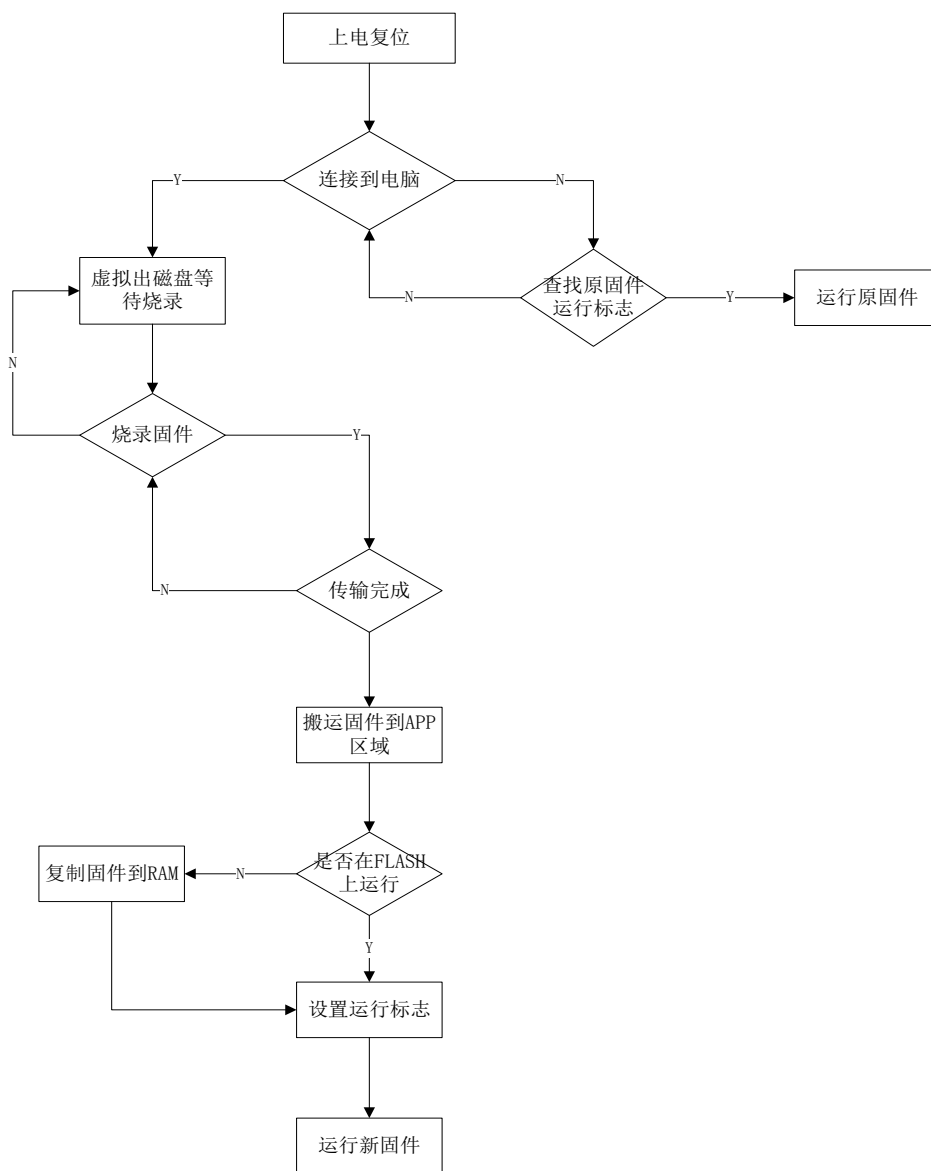 上电复位
连接到电脑
Y
N
虚拟出磁盘等
待烧录
查找原固件
运行标志
N
Y
运行原固件
N
烧录固件
Y
传输完成
N
搬运固件到APP
区域
是否在FLASH
上运行
N
复制固件到RAM
Y
设置运行标志
运行新固件